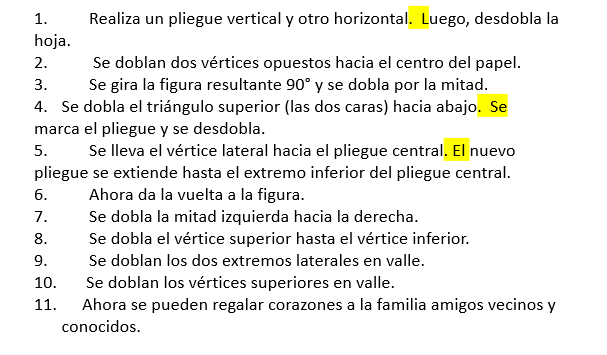 1. Realiza un pliegue vertical y otro horizontal. Luego, desdobla la
hoja.
2. Se doblan dos vértices opuestos hacia el centro del papel.
3. Se gira la figura resultante 90° y se dobla por la mitad.
4. Se dobla el triángulo superior (las dos caras) hacia abajo. Se
marca el pliegue y se desdobla.
5. Se lleva el vértice lateral hacia el pliegue central. El nuevo
pliegue se extiende hasta el extremo inferior del pliegue central.
6. Ahora da la vuelta a la figura.
7. Se dobla la mitad izquierda hacia la derecha.
8. Se dobla el vértice superior hasta el vértice inferior.
9. Se doblan los dos extremos laterales en valle.
10. Se doblan los vértices superiores en valle.
11. Ahora se pueden regalar corazones a la familia amigos vecinos y
conocidos.